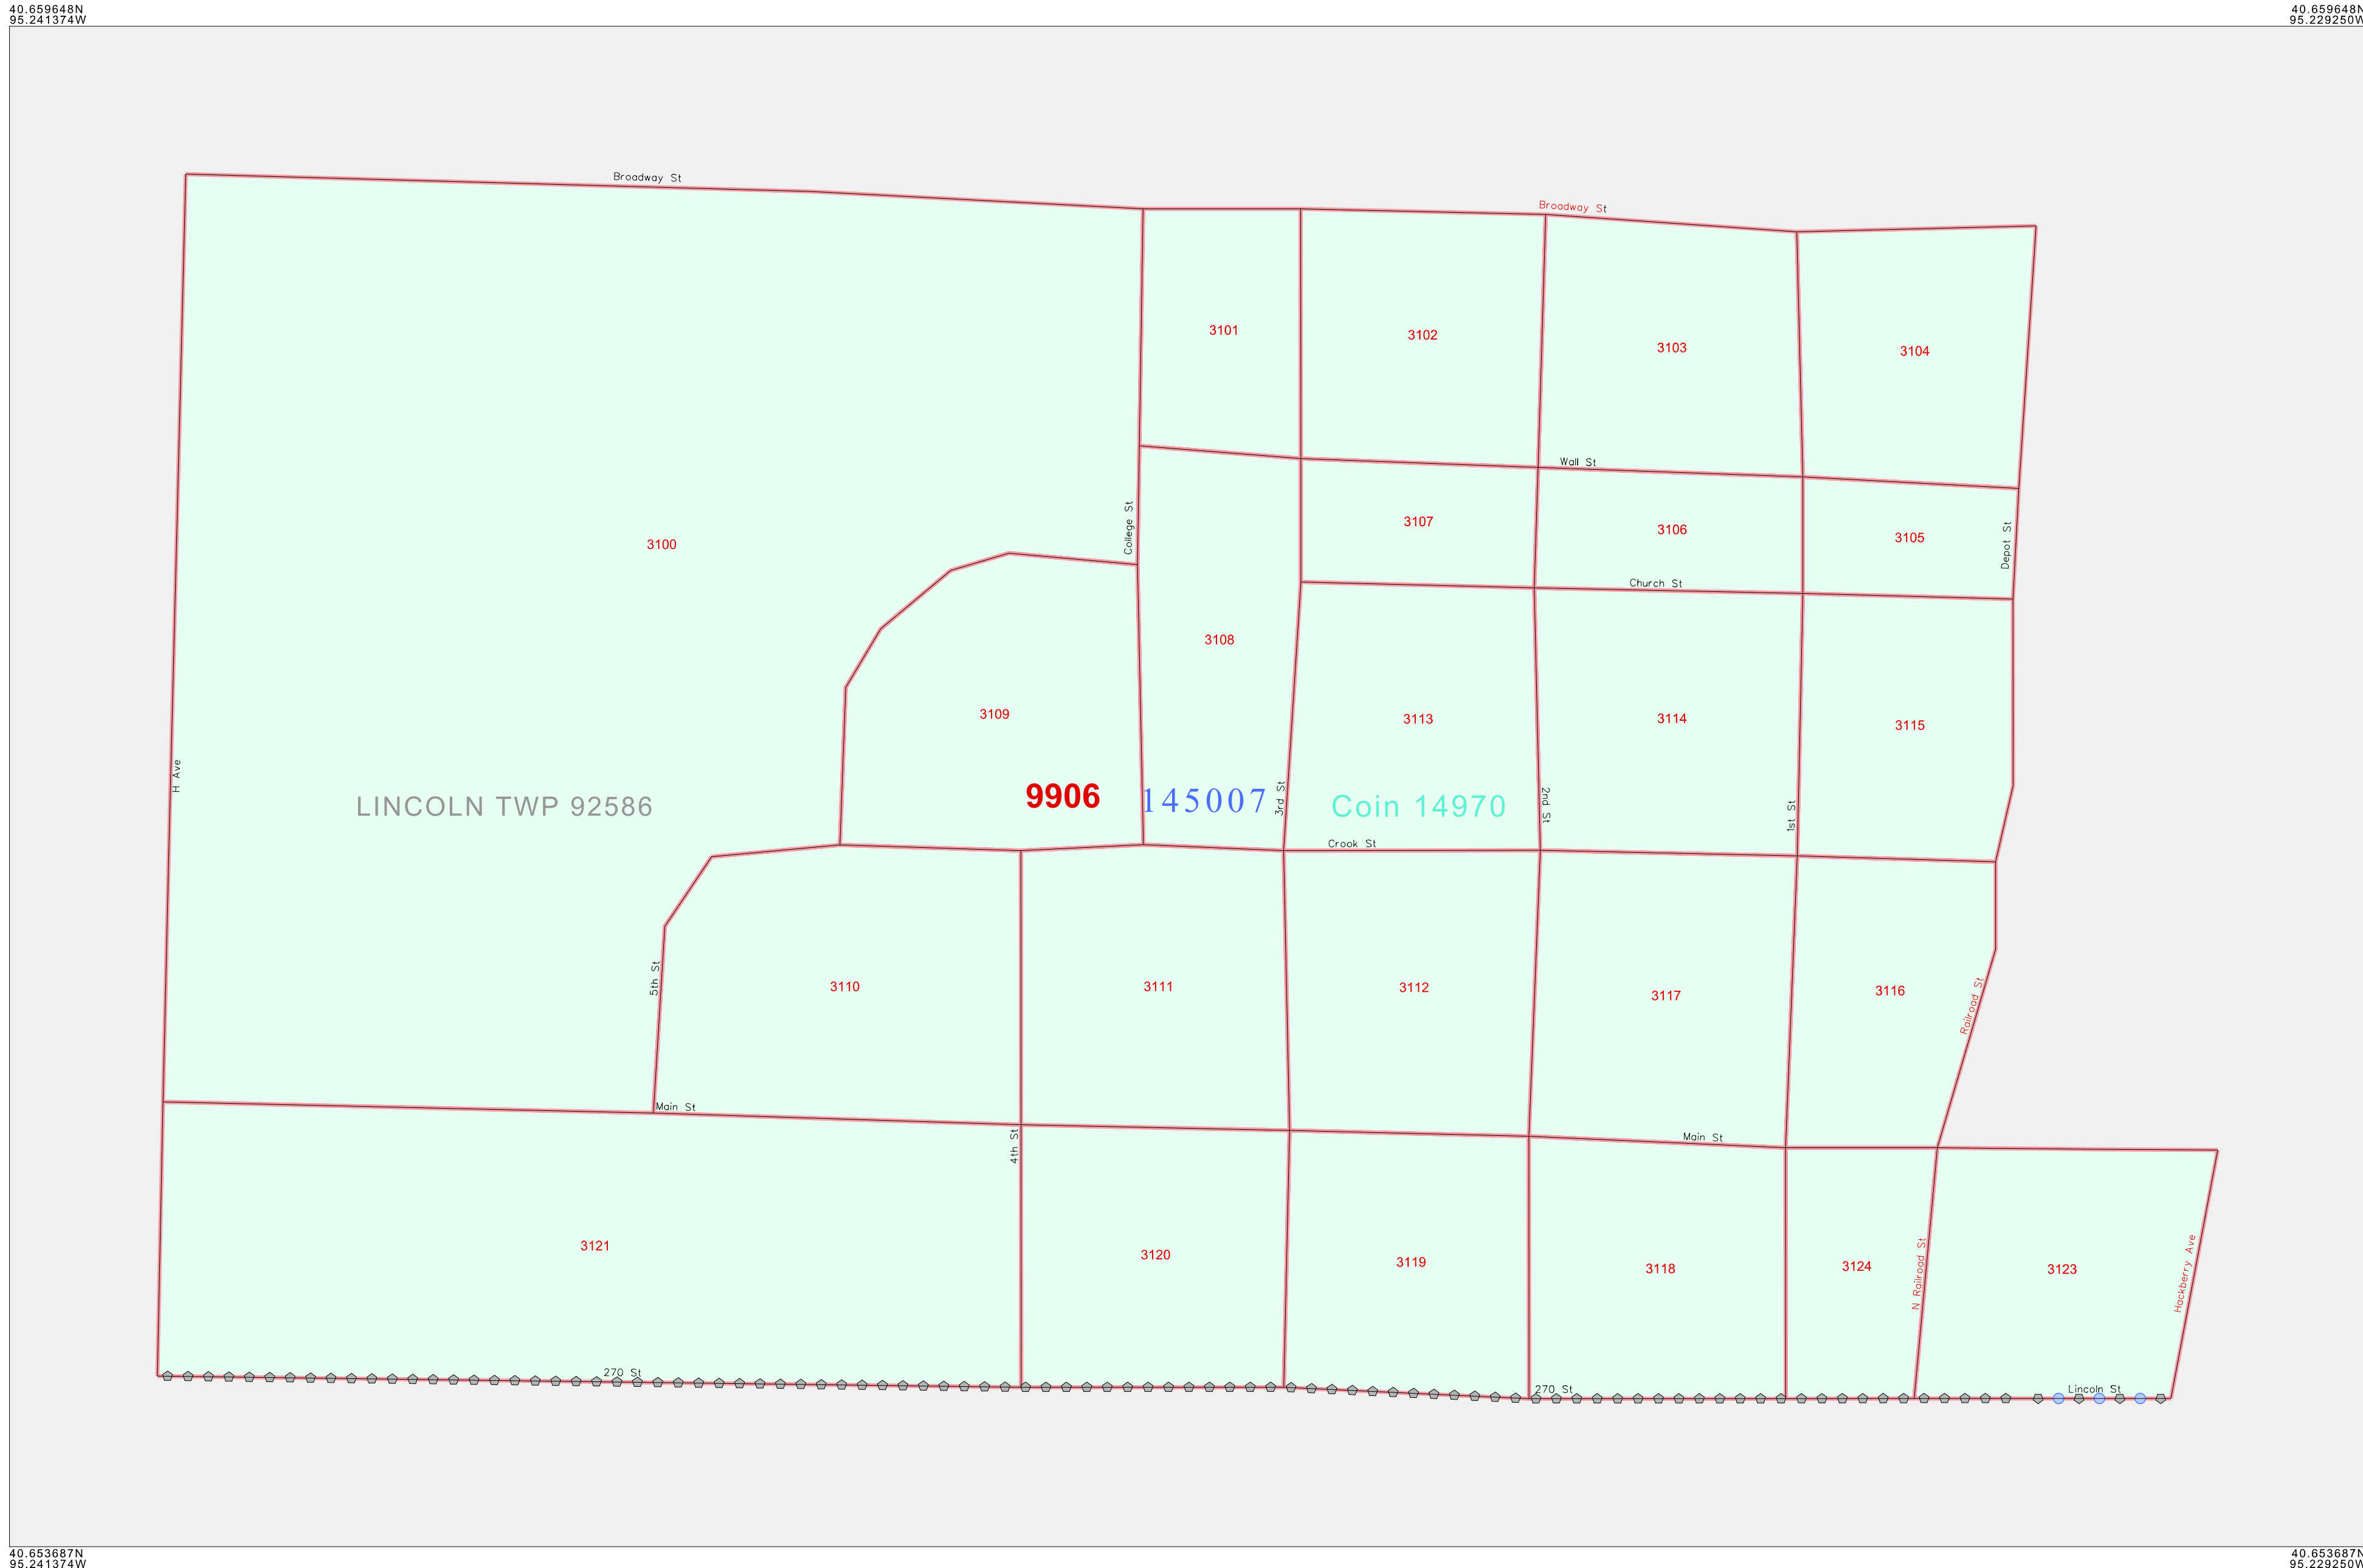 40.659648N
95.241374W
40.659648N
95.229250W
Broadway St
Broadway St
3101
3102
3103
3104
Wall St
College St
3100
3107
3106
3105
Depot St
Church St
3108
3109
3113
3114
3115
H Ave
LINCOLN TWP 92586
9906
145007
3rd St
Coin 14970
2nd St
1st St
Crook St
5th St
3110
3111
3112
3117
3116
Railroad St
Main St
4th St
Main St
3121
3120
3119
3118
3124
N Railroad St
3123
Hackberry Ave
270 St
270 St
Lincoln St
40.653687N
95.241374W
40.653687N
95.229250W